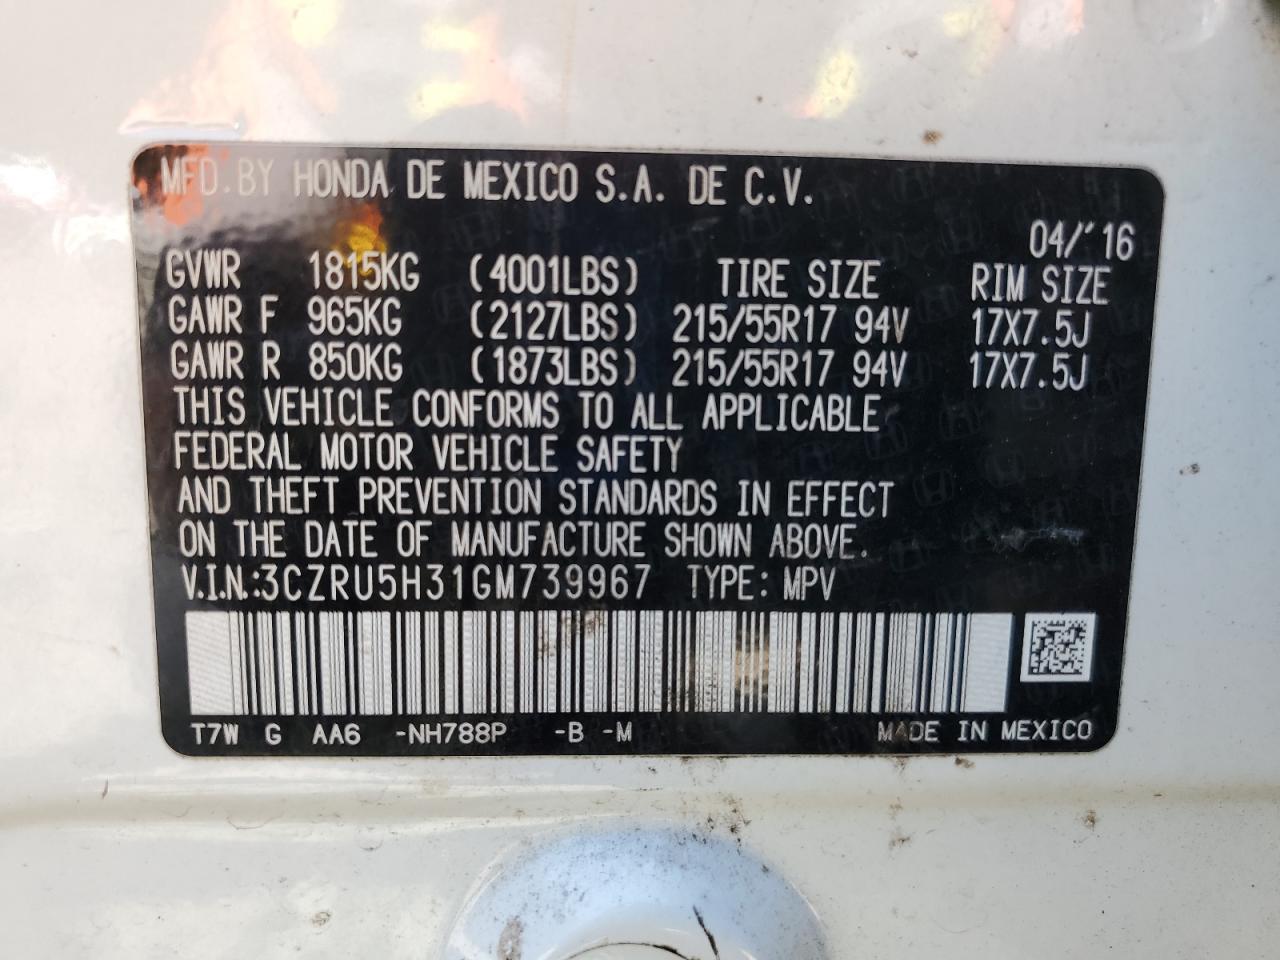 MFD. BY HONDA DE MEXICO S.A. DE C.V.
04/'16
GVWR 1815KG (4001LBS) TIRE SIZE RIM SIZE
GAWR F 965KG (2127LBS) 215/55R17 94V 17X7.5J
GAWR R 850KG (1873LBS) 215/55R17 94V 17X7.5J
THIS VEHICLE CONFORMS TO ALL APPLICABLE
FEDERAL MOTOR VEHICLE SAFETY
AND THEFT PREVENTION STANDARDS IN EFFECT
ON THE DATE OF MANUFACTURE SHOWN ABOVE.
V.I.N.:3CZRU5H31GM739967 TYPE: MPV
T7W G AA6 -NH788P -B -M MADE IN MEXICO